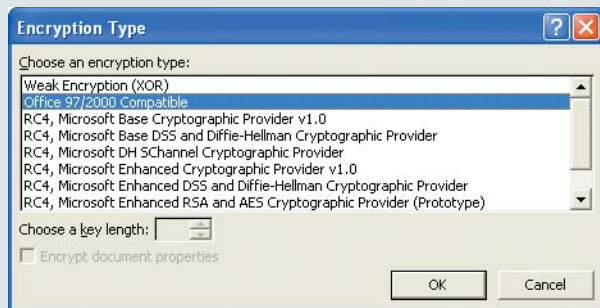 Encryption Type
Choose an encryption type:
Weak Encryption (XOR)
Office 97/2000 Compatible
RC4, Microsoft Base Cryptographic Provider v1.0
RC4, Microsoft Base DSS and Diffie-Hellman Cryptographic Provider
RC4, Microsoft DH SChannel Cryptographic Provider
RC4, Microsoft Enhanced Cryptographic Provider v1.0
RC4, Microsoft Enhanced DSS and Diffie-Hellman Cryptographic Provider
RC4, Microsoft Enhanced RSA and AES Cryptographic Provider (Prototype)
Choose a key length:
Encrypt document properties
OK Cancel